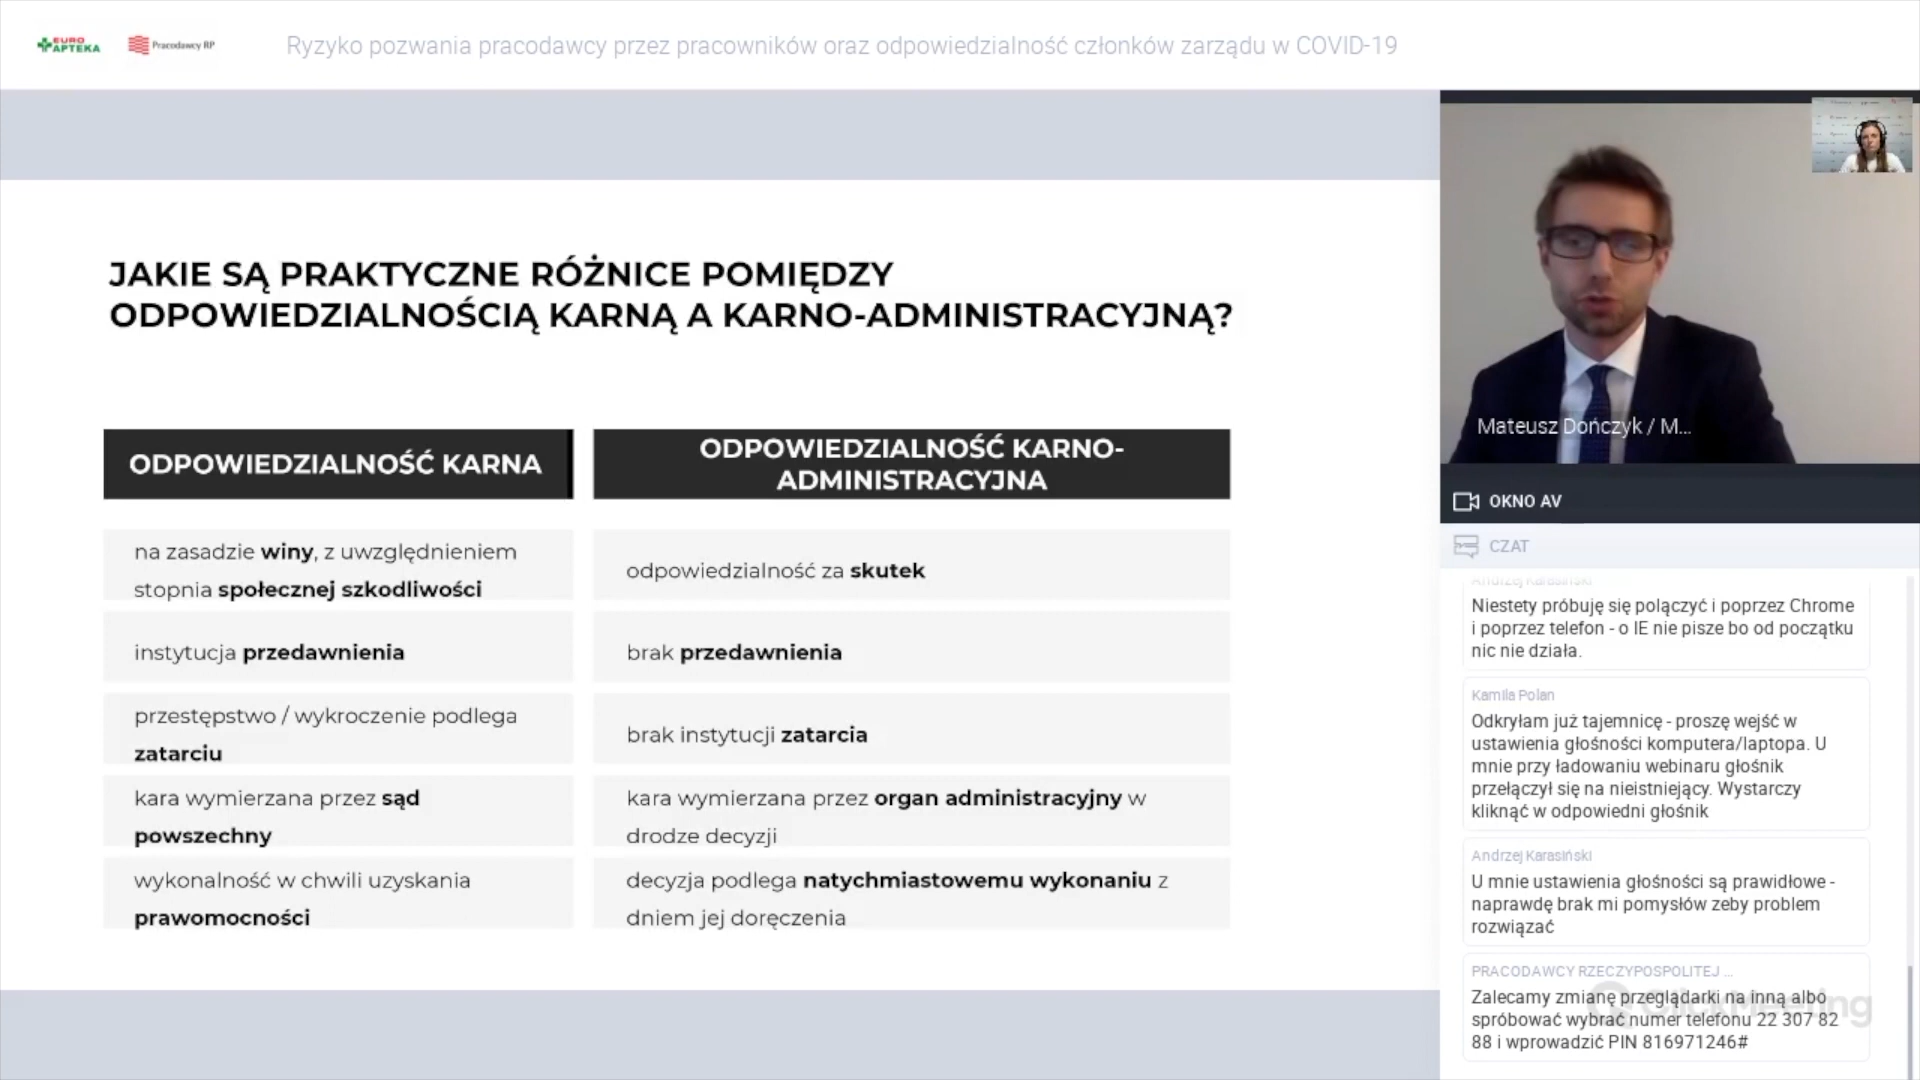 EURO
APTEKA
Pracodawcy RP
Ryzyko pozwania pracodawcy przez pracowników oraz odpowiedzialność członków zarządu w COVID-19
JAKIE SĄ PRAKTYCZNE RÓŻNICE POMIĘDZY
ODPOWIEDZIALNOŚCIĄ KARNĄ A KARNO-ADMINISTRACYJNĄ?
ODPOWIEDZIALNOŚĆ KARNA
ODPOWIEDZIALNOŚĆ KARNO-
ADMINISTRACYJNA
na zasadzie winy, z uwzględnieniem
stopnia społecznej szkodliwości
odpowiedzialność za skutek
instytucja przedawnienia
brak przedawnienia
przestępstwo / wykroczenie podlega
zatarciu
brak instytucji zatarcia
kara wymierzana przez sąd
powszechny
kara wymierzana przez organ administracyjny w
drodze decyzji
wykonalność w chwili uzyskania
prawomocności
decyzja podlega natychmiastowemu wykonaniu z
dniem jej doręczenia
Mateusz Dończyk / M...
OKNO AV
CZAT
Andrzej Karasiński
Niestety próbuję się polączyć i poprzez Chrome
i poprzez telefon - o IE nie pisze bo od początku
nic nie działa.
Kamila Polan
Odkryłam już tajemnicę - proszę wejść w
ustawienia głośności komputera/laptopa. U
mnie przy ładowaniu webinaru głośnik
przełączył się na nieistniejący. Wystarczy
kliknąć w odpowiedni głośnik
Andrzej Karasiński
U mnie ustawienia głośności są prawidłowe -
naprawdę brak mi pomysłów zeby problem
rozwiązać
PRACODAWCY RZECZYPOSPOLITEJ ...
Zalecamy zmianę przeglądarki na inną albo
spróbować wybrać numer telefonu 22 307 82
88 i wprowadzić PIN 816971246#
ClickMeeting